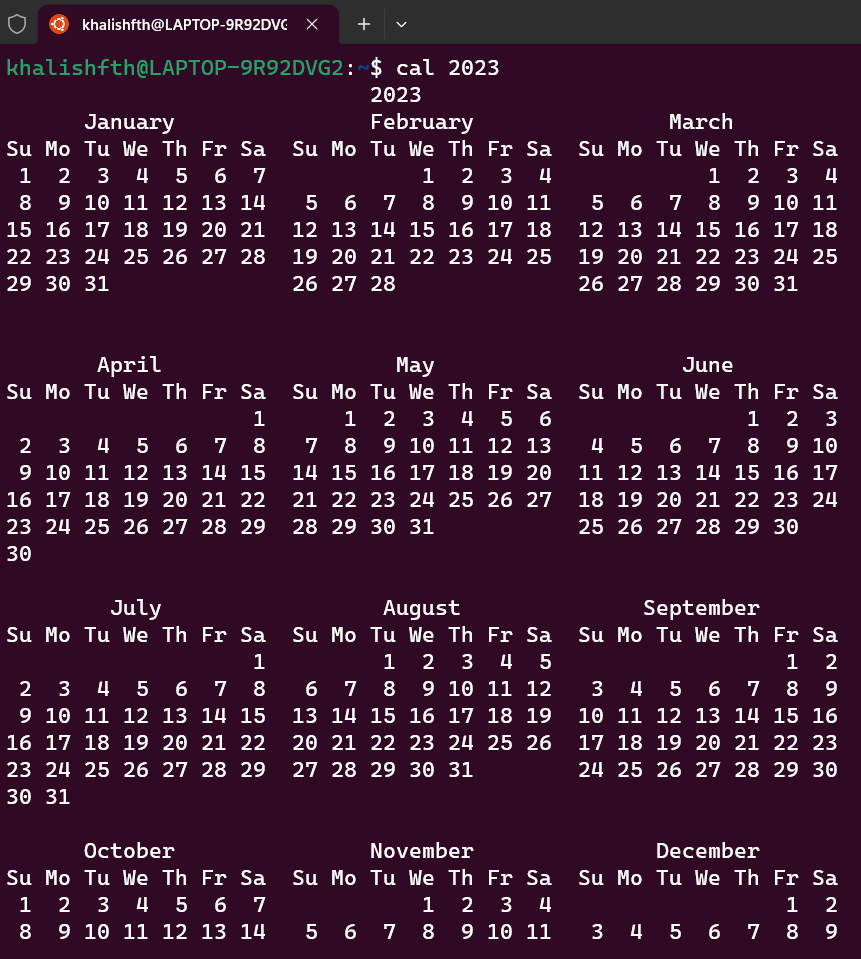 khalishfth@LAPTOP-9R92DVG
khalishfth@LAPTOP-9R92DVG2:~$ cal 2023
                            2023
      January               February               March
Su Mo Tu We Th Fr Sa  Su Mo Tu We Th Fr Sa  Su Mo Tu We Th Fr Sa
 1  2  3  4  5  6  7            1  2  3  4            1  2  3  4
 8  9 10 11 12 13 14   5  6  7  8  9 10 11   5  6  7  8  9 10 11
15 16 17 18 19 20 21  12 13 14 15 16 17 18  12 13 14 15 16 17 18
22 23 24 25 26 27 28  19 20 21 22 23 24 25  19 20 21 22 23 24 25
29 30 31              26 27 28              26 27 28 29 30 31
       April                  May                   June
Su Mo Tu We Th Fr Sa  Su Mo Tu We Th Fr Sa  Su Mo Tu We Th Fr Sa
                   1      1  2  3  4  5  6               1  2  3
 2  3  4  5  6  7  8   7  8  9 10 11 12 13   4  5  6  7  8  9 10
 9 10 11 12 13 14 15  14 15 16 17 18 19 20  11 12 13 14 15 16 17
16 17 18 19 20 21 22  21 22 23 24 25 26 27  18 19 20 21 22 23 24
23 24 25 26 27 28 29  28 29 30 31           25 26 27 28 29 30
30
        July                 August              September
Su Mo Tu We Th Fr Sa  Su Mo Tu We Th Fr Sa  Su Mo Tu We Th Fr Sa
                   1         1  2  3  4  5                  1  2
 2  3  4  5  6  7  8   6  7  8  9 10 11 12   3  4  5  6  7  8  9
 9 10 11 12 13 14 15  13 14 15 16 17 18 19  10 11 12 13 14 15 16
16 17 18 19 20 21 22  20 21 22 23 24 25 26  17 18 19 20 21 22 23
23 24 25 26 27 28 29  27 28 29 30 31        24 25 26 27 28 29 30
30 31
      October               November              December
Su Mo Tu We Th Fr Sa  Su Mo Tu We Th Fr Sa  Su Mo Tu We Th Fr Sa
 1  2  3  4  5  6  7            1  2  3  4                  1  2
 8  9 10 11 12 13 14   5  6  7  8  9 10 11   3  4  5  6  7  8  9